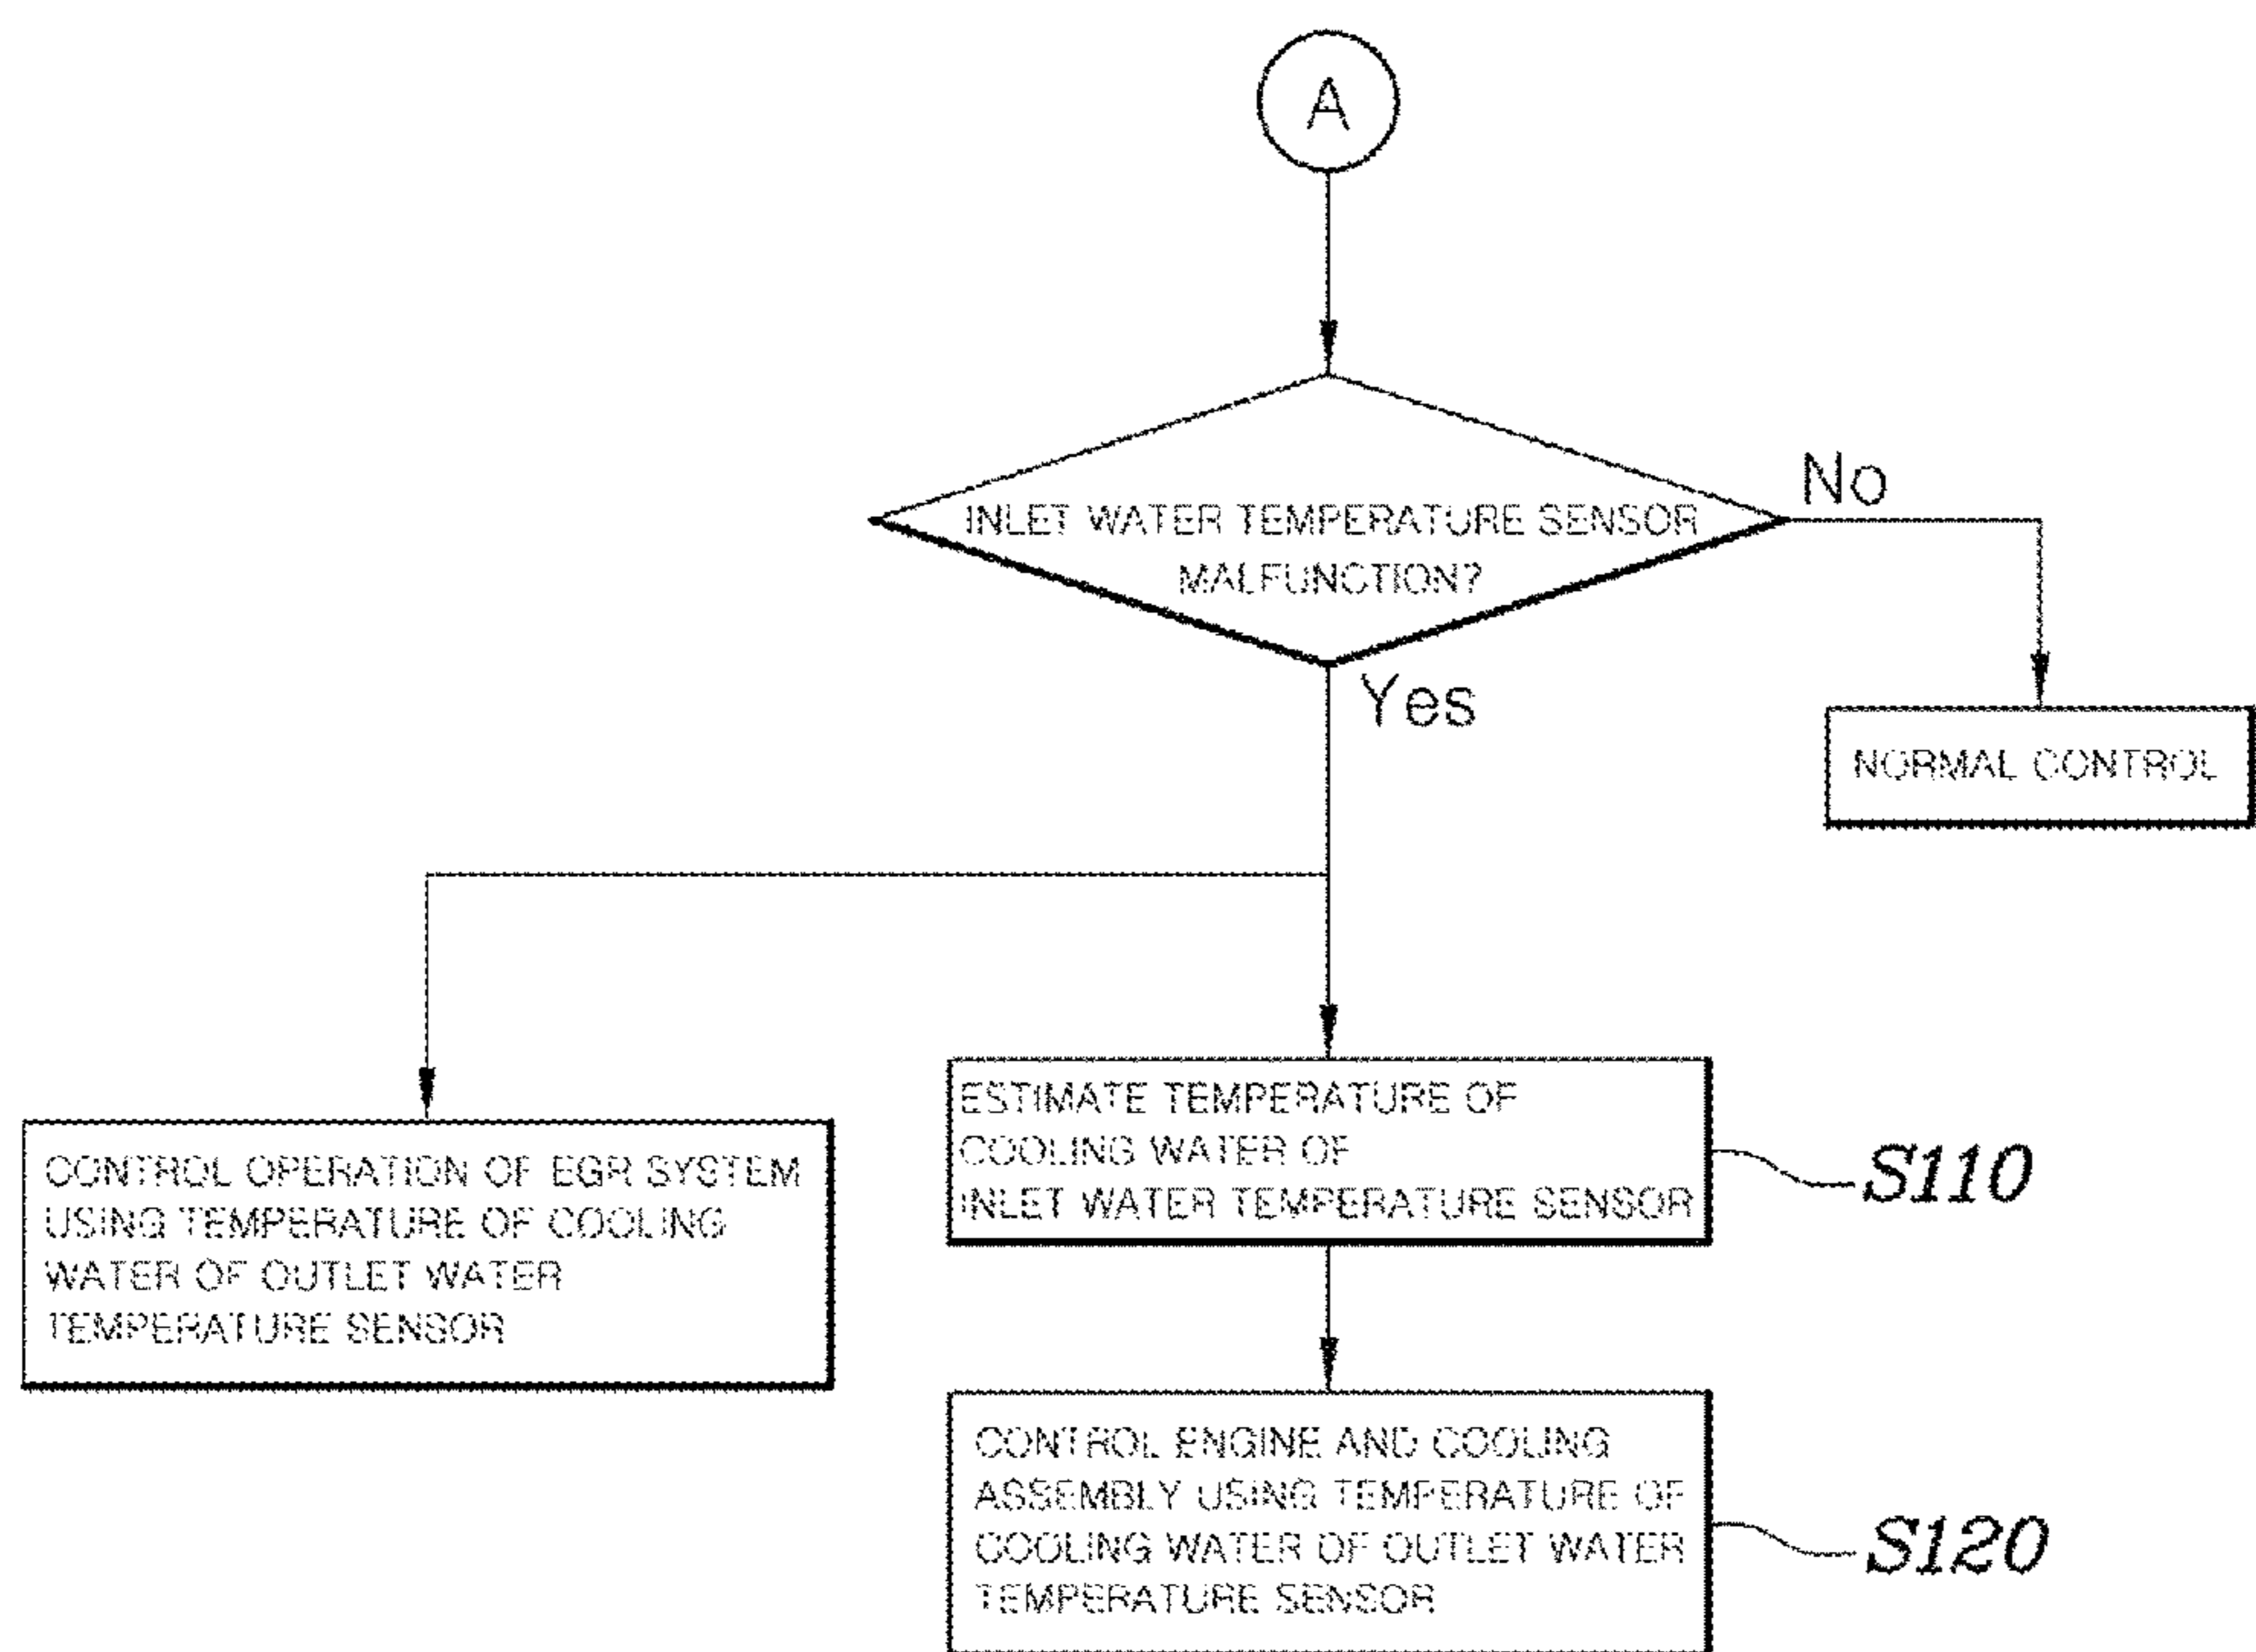 A
INLET WATER TEMPERATURE SENSOR
MALFUNCTION?
No
Yes
NORMAL CONTROL
CONTROL OPERATION OF EGR SYSTEM
USING TEMPERATURE OF COOLING
WATER OF OUTLET WATER
TEMPERATURE SENSOR
ESTIMATE TEMPERATURE OF
COOLING WATER OF
INLET WATER TEMPERATURE SENSOR
S110
CONTROL ENGINE AND COOLING
ASSEMBLY USING TEMPERATURE OF
COOLING WATER OF OUTLET WATER
TEMPERATURE SENSOR
S120